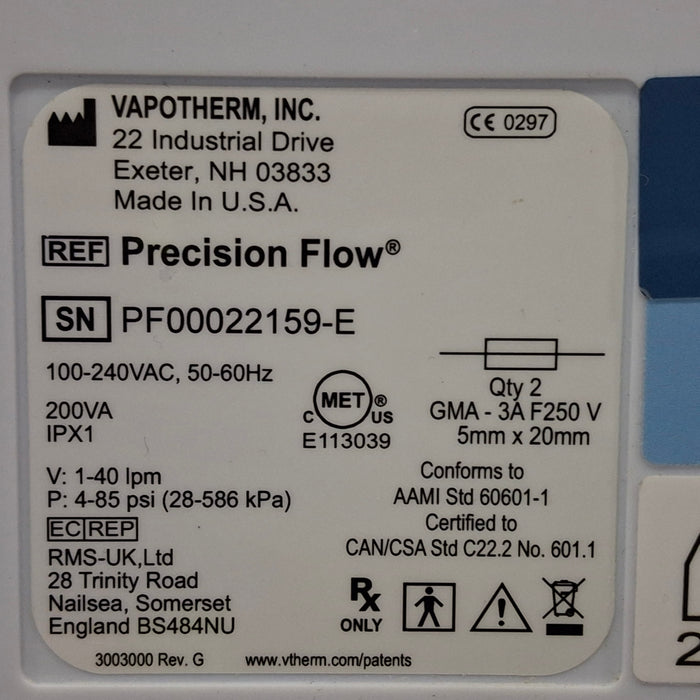 VAPOTHERM, INC.
22 Industrial Drive
Exeter, NH 03833
Made In U.S.A.
CE 0297
REF Precision Flow®
SN PF00022159-E
100-240VAC, 50-60Hz
200VA
IPX1
C MET ® US
E113039
Qty 2
GMA - 3A F250 V
5mm x 20mm
V: 1-40 lpm
P: 4-85 psi (28-586 kPa)
Conforms to
AAMI Std 60601-1
Certified to
CAN/CSA Std C22.2 No. 601.1
EC REP
RMS-UK,Ltd
28 Trinity Road
Nailsea, Somerset
England BS484NU
Rx
ONLY
3003000 Rev. G www.vtherm.com/patents
2